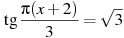 tg π(x+2)/3 = √3